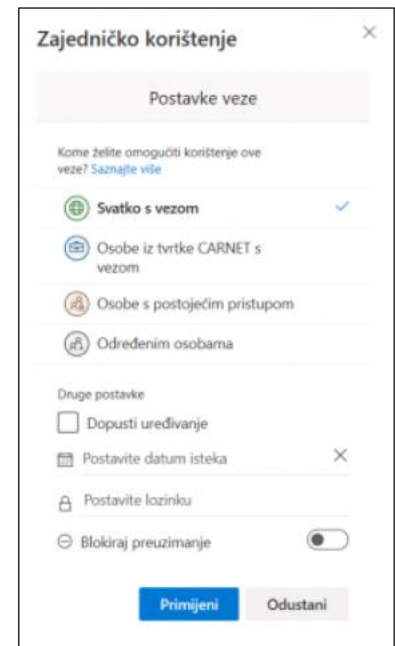 Zajedničko korištenje
Postavke veze
Kome želite omogućiti korištenje ove
veze? Saznajte više
Svatko s vezom
Osobe iz tvrtke CARNET s
vezom
Osobe s postojećim pristupom
Određenim osobama
Druge postavke
Dopusti uređivanje
Postavite datum isteka
Postavite lozinku
Blokiraj preuzimanje
Primijeni Odustani